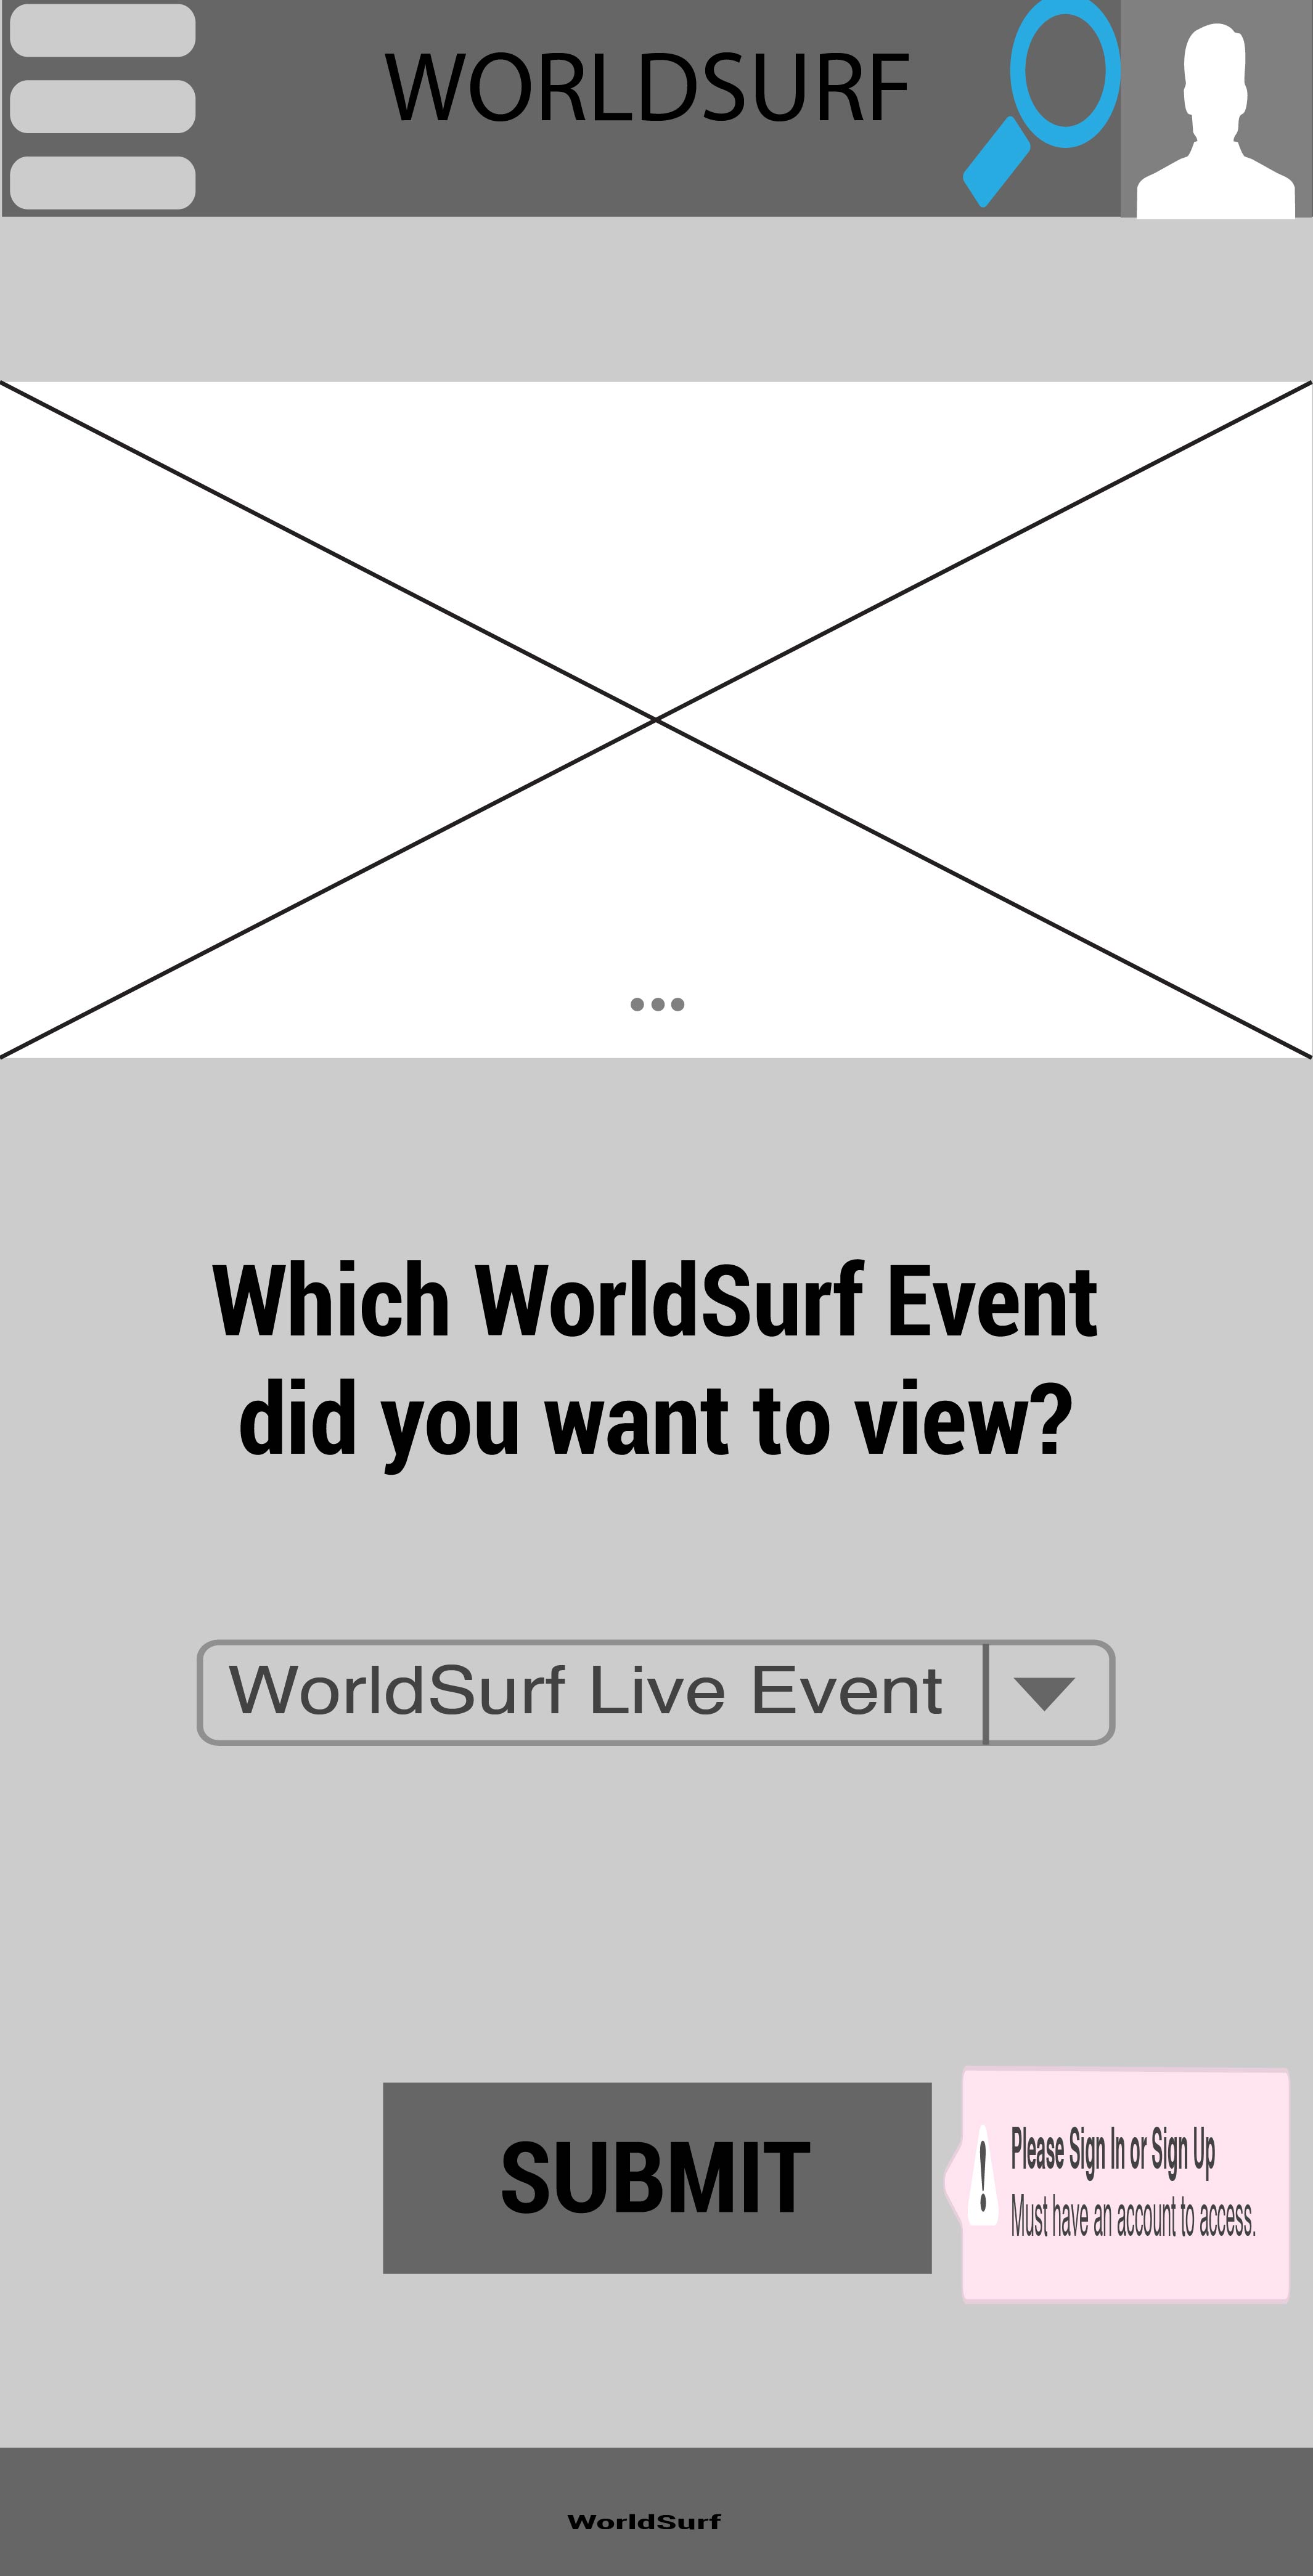 WORLDSURF
Which WorldSurf Event
did you want to view?
WorldSurf Live Event
SUBMIT
!
Please Sign In or Sign Up
Must have an account to access.
WorldSurf